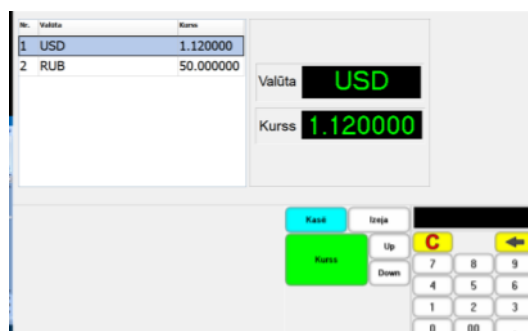 Nr. Valūta Kurss
1 USD 1.120000
2 RUB 50.000000
Valūta USD
Kurss 1.120000
Kasē Izeja
Kurss Up
Down
C
7 8 9
4 5 6
1 2 3
0 00